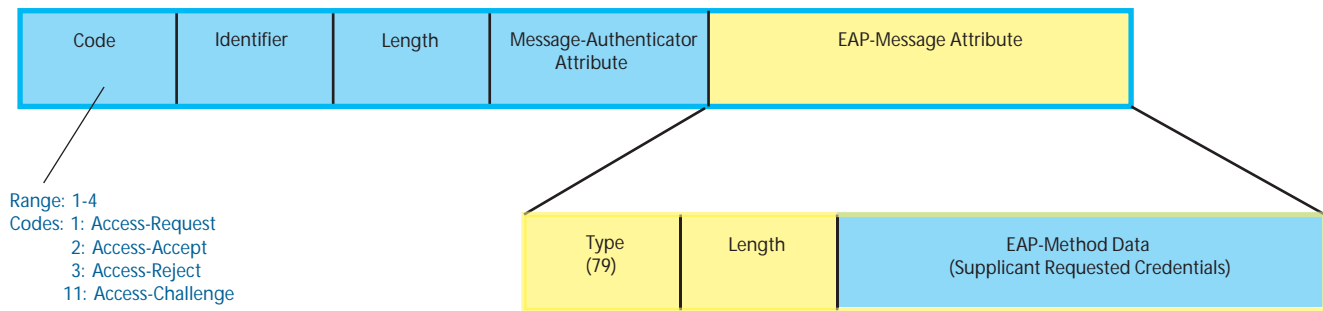 Code
Identifier
Length
Message-Authenticator
Attribute
EAP-Message Attribute
Range: 1-4
Codes: 1: Access-Request
2: Access-Accept
3: Access-Reject
11: Access-Challenge
Type
(79)
Length
EAP-Method Data
(Supplicant Requested Credentials)